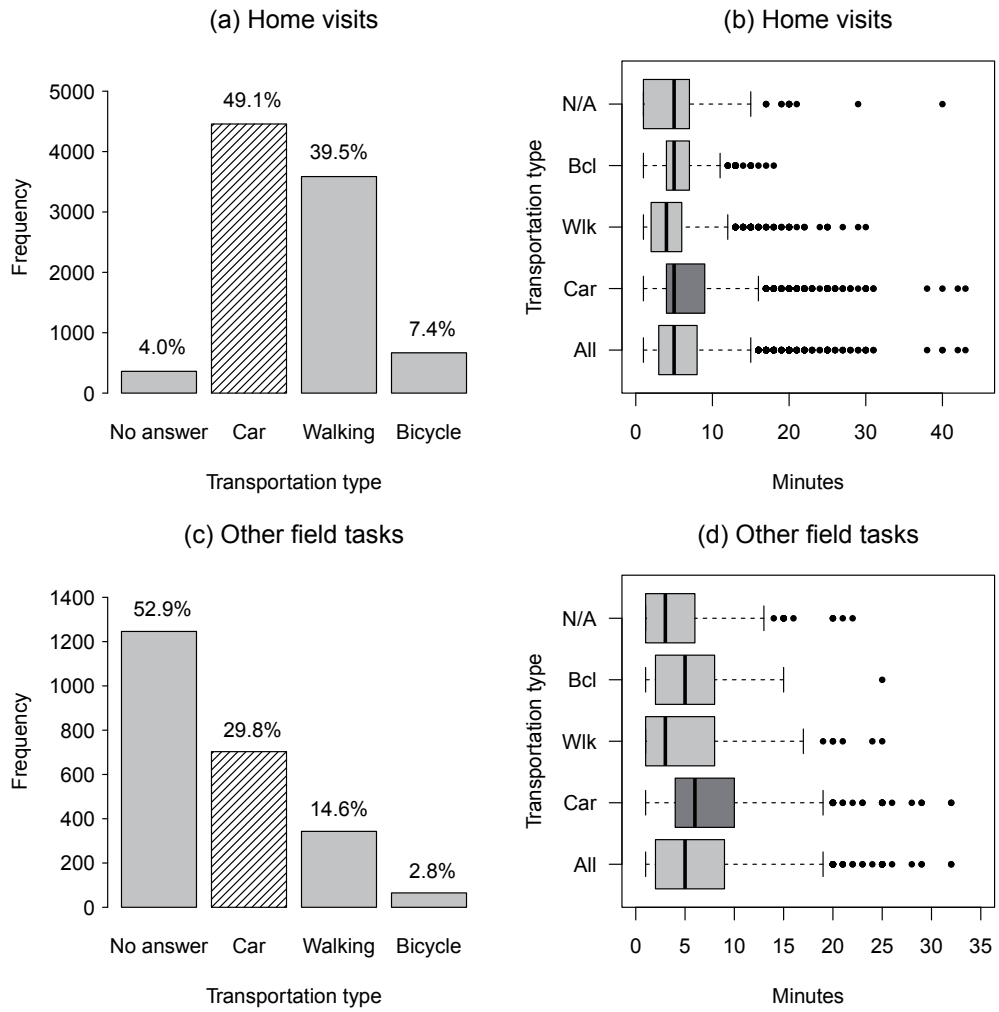 (a) Home visits
Frequency
5000
4000
3000
2000
1000
0
4.0%
49.1%
39.5%
7.4%
No answer Car Walking Bicycle
Transportation type
(b) Home visits
Transportation type
N/A
Bcl
Wlk
Car
All
0 10 20 30 40
Minutes
(c) Other field tasks
Frequency
1400
1200
1000
800
600
400
200
0
52.9%
29.8%
14.6%
2.8%
No answer Car Walking Bicycle
Transportation type
(d) Other field tasks
Transportation type
N/A
Bcl
Wlk
Car
All
0 5 10 15 20 25 30 35
Minutes